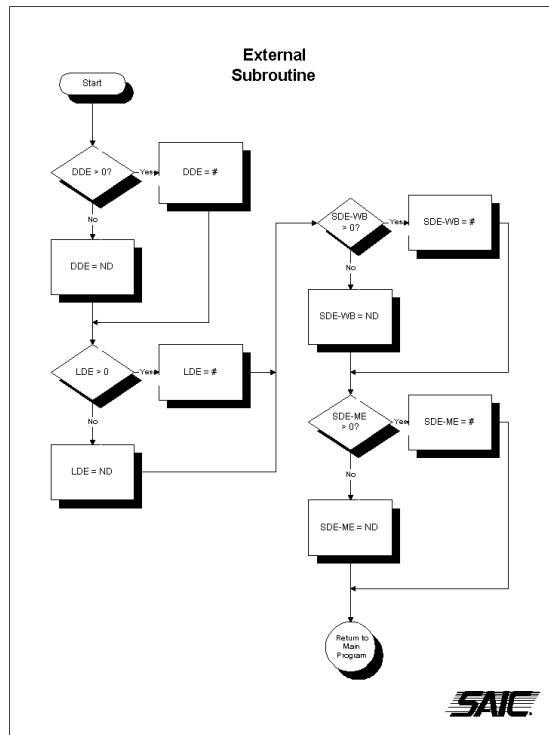 External
Subroutine
Start
DDE > 0?
Yes
DDE = #
No
DDE = ND
LDE > 0
Yes
LDE = #
No
LDE = ND
SDE-WB
> 0?
Yes
SDE-WB = #
No
SDE-WB = ND
SDE-ME
> 0?
Yes
SDE-ME = #
No
SDE-ME = ND
Return to
Main
Program
SAIC